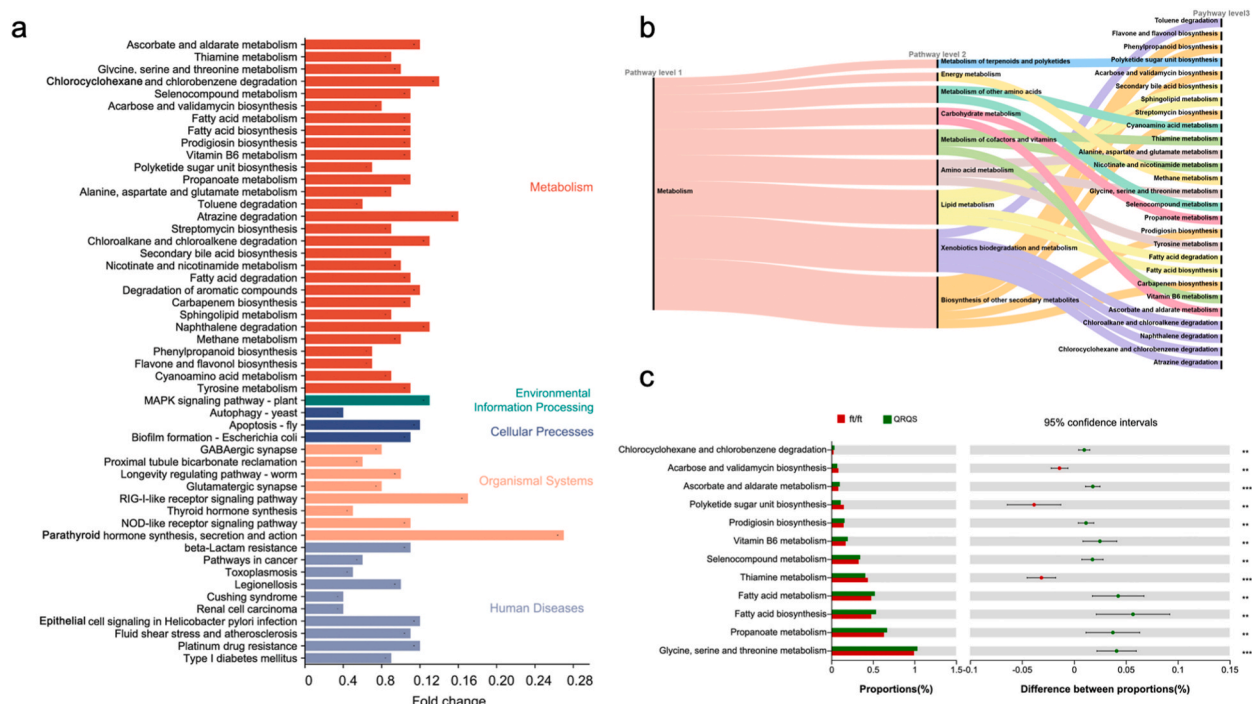 a
Ascorbate and aldarate metabolism
Thiamine metabolism
Glycine, serine and threonine metabolism
Chlorocyclohexane and chlorobenzene degradation
Selenocompound metabolism
Acarbose and validamycin biosynthesis
Fatty acid metabolism
Fatty acid biosynthesis
Prodigiosin biosynthesis
Vitamin B6 metabolism
Polyketide sugar unit biosynthesis
Propanoate metabolism
Alanine, aspartate and glutamate metabolism
Toluene degradation
Atrazine degradation
Streptomycin biosynthesis
Chloroalkane and chloroalkene degradation
Secondary bile acid biosynthesis
Nicotinate and nicotinamide metabolism
Fatty acid degradation
Degradation of aromatic compounds
Carbapenem biosynthesis
Sphingolipid metabolism
Naphthalene degradation
Methane metabolism
Phenylpropanoid biosynthesis
Flavone and flavonol biosynthesis
Cyanoamino acid metabolism
Tyrosine metabolism
MAPK signaling pathway - plant
Autophagy - yeast
Apoptosis - fly
Biofilm formation - Escherichia coli
GABAergic synapse
Proximal tubule bicarbonate reclamation
Longevity regulating pathway - worm
Glutamatergic synapse
RIG-I-like receptor signaling pathway
Thyroid hormone synthesis
NOD-like receptor signaling pathway
Parathyroid hormone synthesis, secretion and action
beta-Lactam resistance
Pathways in cancer
Toxoplasmosis
Legionellosis
Cushing syndrome
Renal cell carcinoma
Epithelial cell signaling in Helicobacter pylori infection
Fluid shear stress and atherosclerosis
Platinum drug resistance
Type I diabetes mellitus
Metabolism
Environmental
Information Processing
Cellular Precesses
Organismal Systems
Human Diseases
0 0.4 0.8 0.12 0.16 0.20 0.24 0.28
Fold change
b
Pathway level 1
Metabolism
Pathway level 2
Metabolism of terpenoids and polyketides
Energy metabolism
Metabolism of other amino acids
Carbohydrate metabolism
Metabolism of cofactors and vitamins
Amino acid metabolism
Lipid metabolism
Xenobiotics biodegradation and metabolism
Biosynthesis of other secondary metabolites
Payhway level3
Toluene degradation
Flavone and flavonol biosynthesis
Phenylpropanoid biosynthesis
Polyketide sugar unit biosynthesis
Acarbose and validamycin biosynthesis
Secondary bile acid biosynthesis
Sphingolipid metabolism
Streptomycin biosynthesis
Cyanoamino acid metabolism
Thiamine metabolism
Alanine, aspartate and glutamate metabolism
Nicotinate and nicotinamide metabolism
Methane metabolism
Glycine, serine and threonine metabolism
Selenocompound metabolism
Propanoate metabolism
Prodigiosin biosynthesis
Tyrosine metabolism
Fatty acid degradation
Fatty acid biosynthesis
Carbapenem biosynthesis
Vitamin B6 metabolism
Ascorbate and aldarate metabolism
Chloroalkane and chloroalkene degradation
Naphthalene degradation
Chlorocyclohexane and chlorobenzene degradation
Atrazine degradation
c
ft/ft QRQS
95% confidence intervals
Chlorocyclohexane and chlorobenzene degradation **
Acarbose and validamycin biosynthesis **
Ascorbate and aldarate metabolism ***
Polyketide sugar unit biosynthesis **
Prodigiosin biosynthesis **
Vitamin B6 metabolism **
Selenocompound metabolism **
Thiamine metabolism ***
Fatty acid metabolism **
Fatty acid biosynthesis **
Propanoate metabolism **
Glycine, serine and threonine metabolism ***
0 0.5 1 1.5 -0.1 -0.05 0 0.05 0.1 0.15
Proportions(%) Difference between proportions(%)